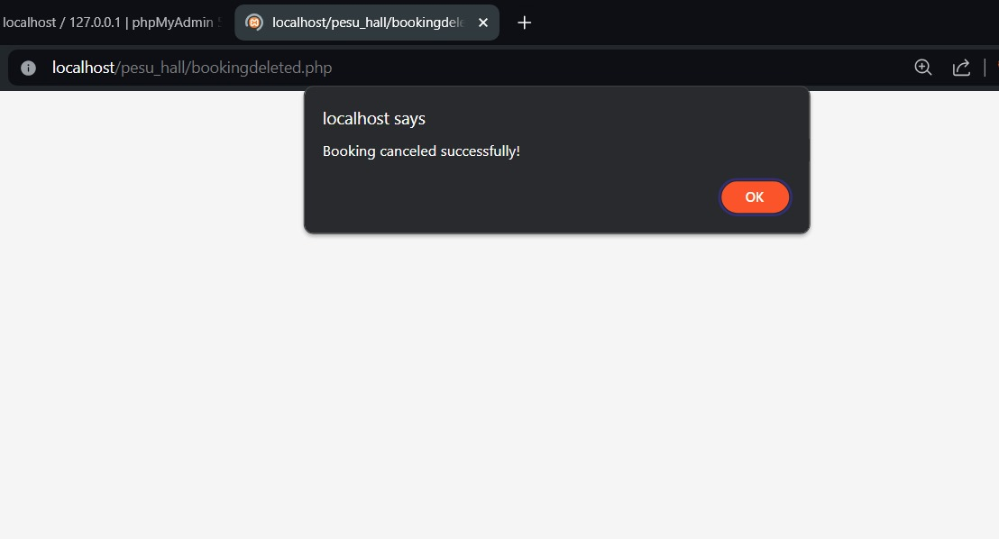 localhost / 127.0.0.1 | phpMyAdmin
localhost/pesu_hall/bookingdele
localhost/pesu_hall/bookingdeleted.php
localhost says
Booking canceled successfully!
OK